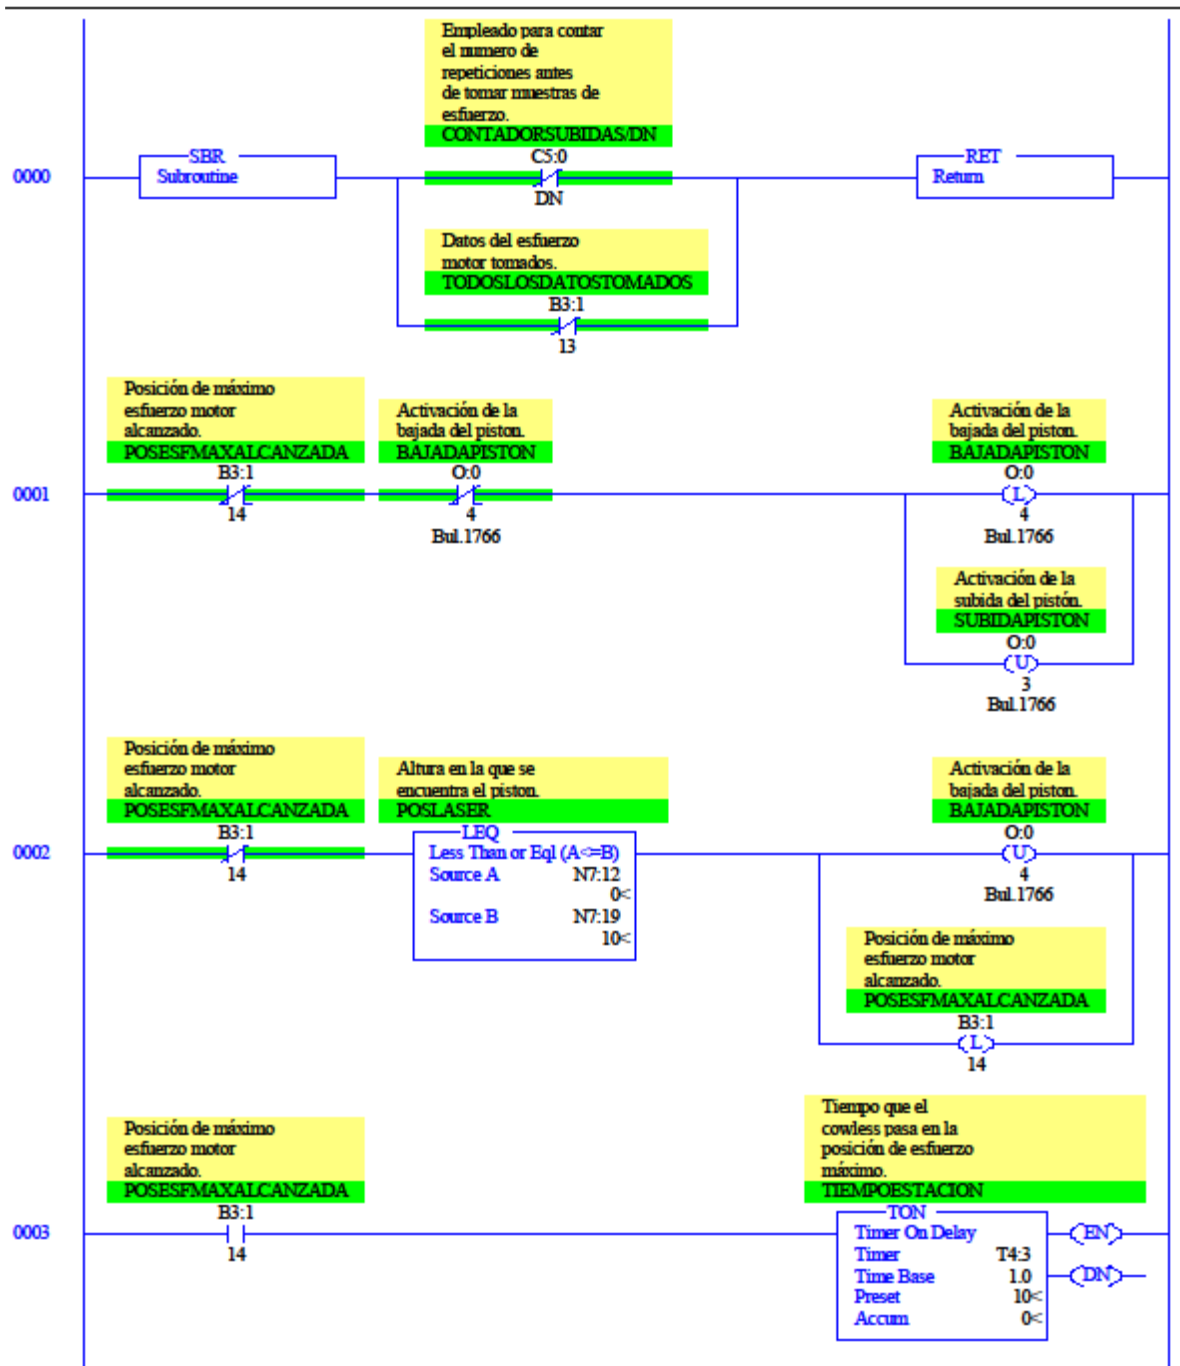 Empleado para contar
el numero de
repeticiones antes
de tomar muestras de
esfuerzo.
CONTADORSUBIDAS/DN
C5:0
DN
0000
SBR
Subroutine
RET
Return
Datos del esfuerzo
motor tomados.
TODOSLOSDATOSTOMADOS
B3:1
13
Posición de máximo
esfuerzo motor
alcanzado.
POSESFMAXALCANZADA
B3:1
14
Activación de la
bajada del piston.
BAJADAPISTON
O:0
4
Bul.1766
Activación de la
bajada del piston.
BAJADAPISTON
O:0
L
4
Bul.1766
0001
Activación de la
subida del pistón.
SUBIDAPISTON
O:0
U
3
Bul.1766
Posición de máximo
esfuerzo motor
alcanzado.
POSESFMAXALCANZADA
B3:1
14
Altura en la que se
encuentra el piston.
POSLASER
LEQ
Less Than or Eql (A<=B)
Source A N7:12
0<
Source B N7:19
10<
Activación de la
bajada del piston.
BAJADAPISTON
O:0
U
4
Bul.1766
0002
Posición de máximo
esfuerzo motor
alcanzado.
POSESFMAXALCANZADA
B3:1
L
14
Posición de máximo
esfuerzo motor
alcanzado.
POSESFMAXALCANZADA
B3:1
14
0003
Tiempo que el
cowless pasa en la
posición de esfuerzo
máximo.
TIEMPOESTACION
TON
Timer On Delay
EN
Timer T4:3
Time Base 1.0
DN
Preset 10<
Accum 0<